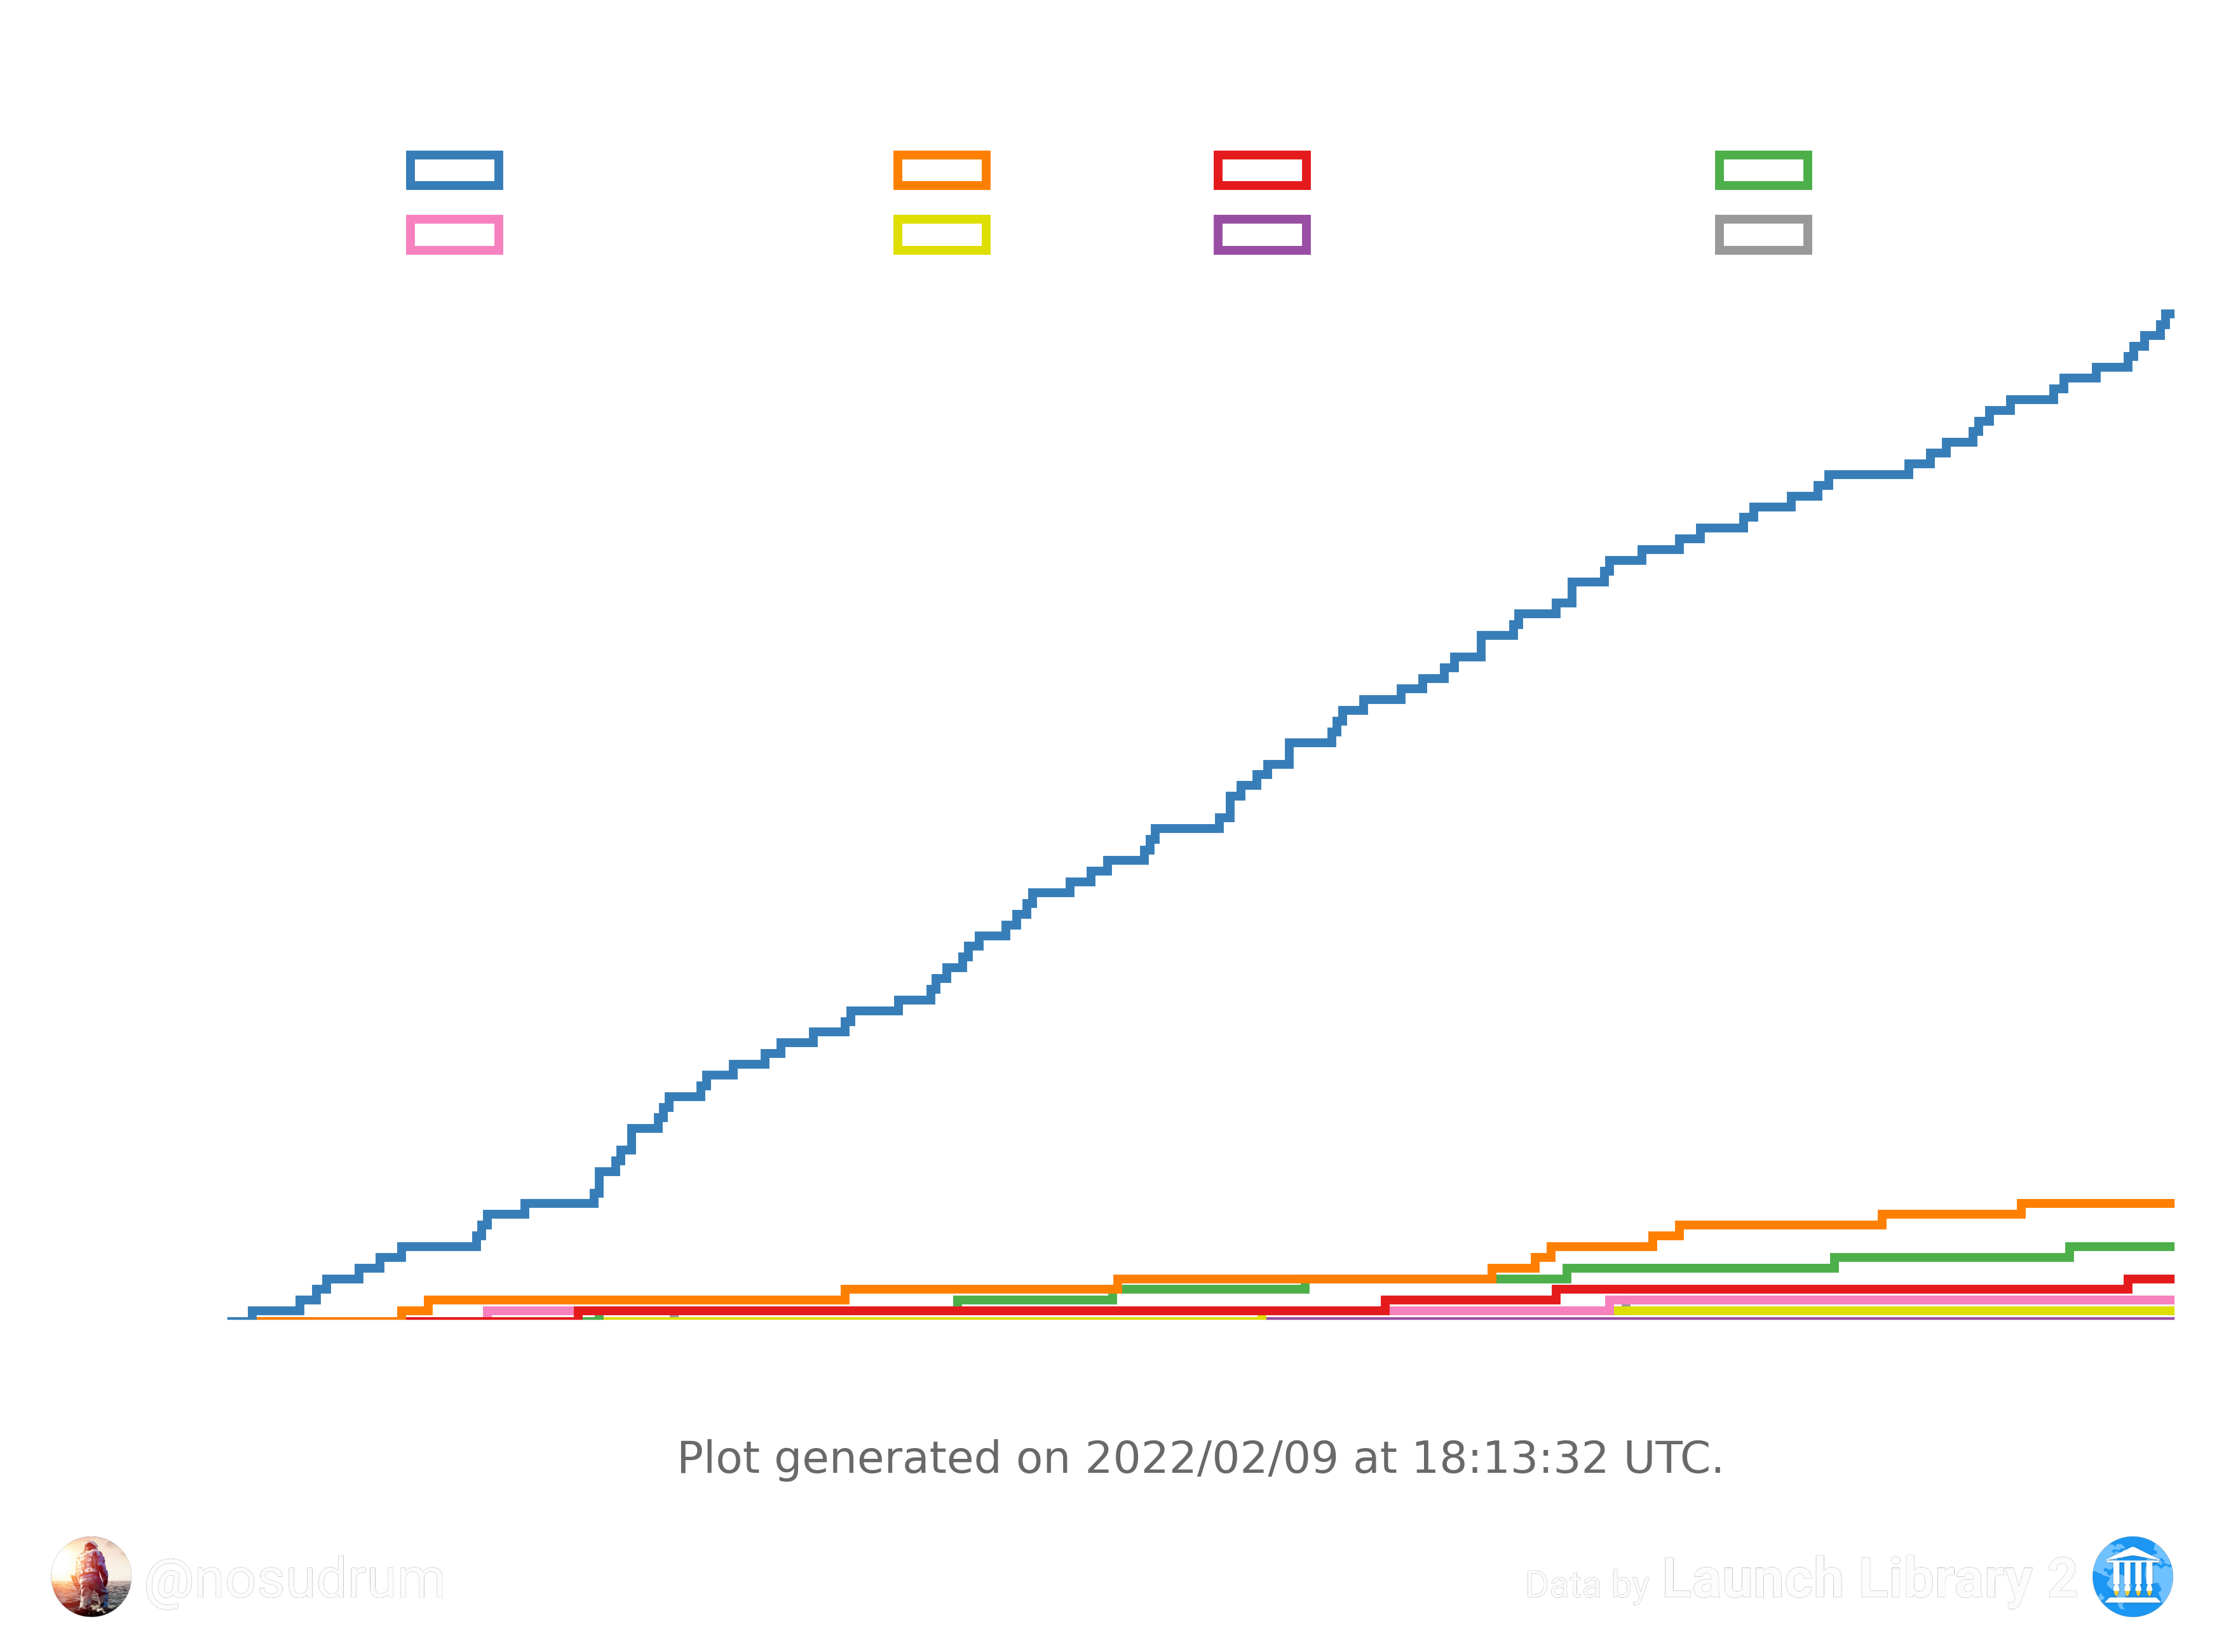 Plot generated on 2022/02/09 at 18:13:32 UTC.
@nosudrum
Data by Launch Library 2